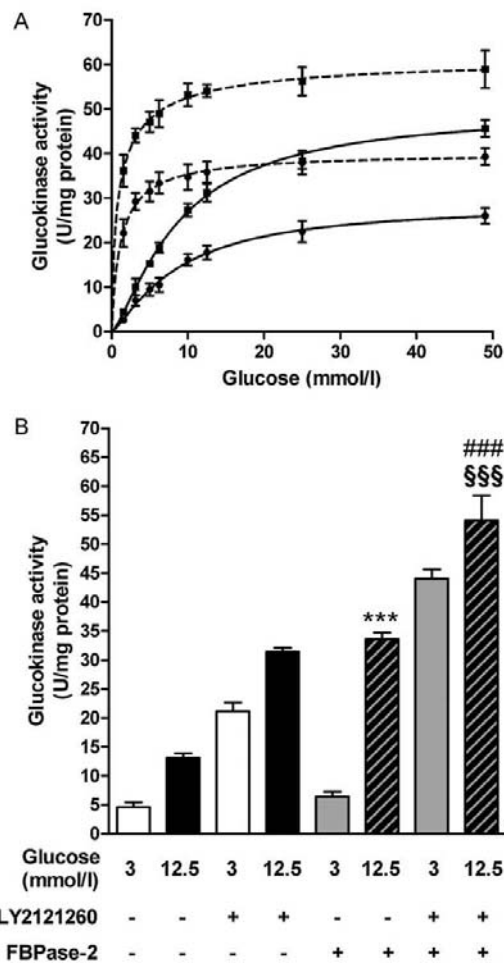 A
70
60
50
40
30
20
10
0
Glucokinase activity
(U/mg protein)
0 10 20 30 40 50
Glucose (mmol/l)
B
70
65
60
55
50
45
40
35
30
25
20
15
10
5
0
Glucokinase activity
(U/mg protein)
***
###
§§§
Glucose
(mmol/l)
3 12.5 3 12.5 3 12.5 3 12.5
LY2121260 - - + + - - + +
FBPase-2 - - - - + + + +